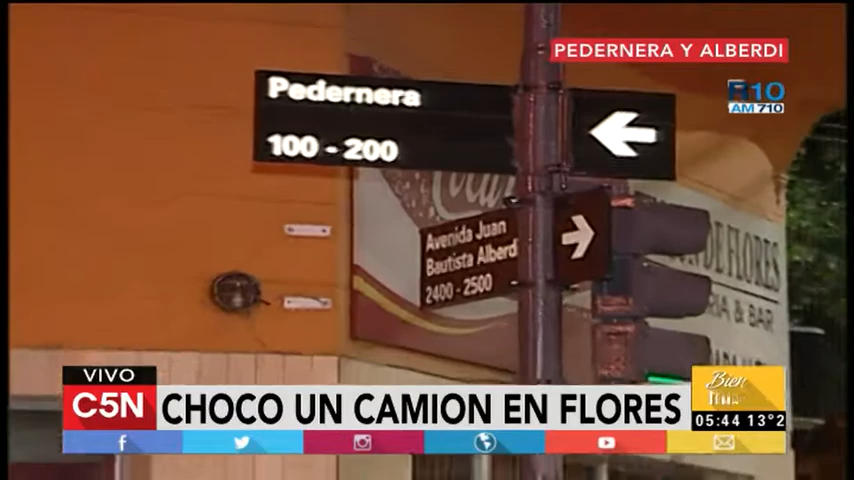 PEDERNERA Y ALBERDI
R10
AM 710
Pedernera
100 - 200
Avenida Juan
Bautista Alberdi
2400 - 2500
DE FLORES
& BAR
VIVO
C5N
CHOCO UN CAMION EN FLORES
Bien
05:44 13°2